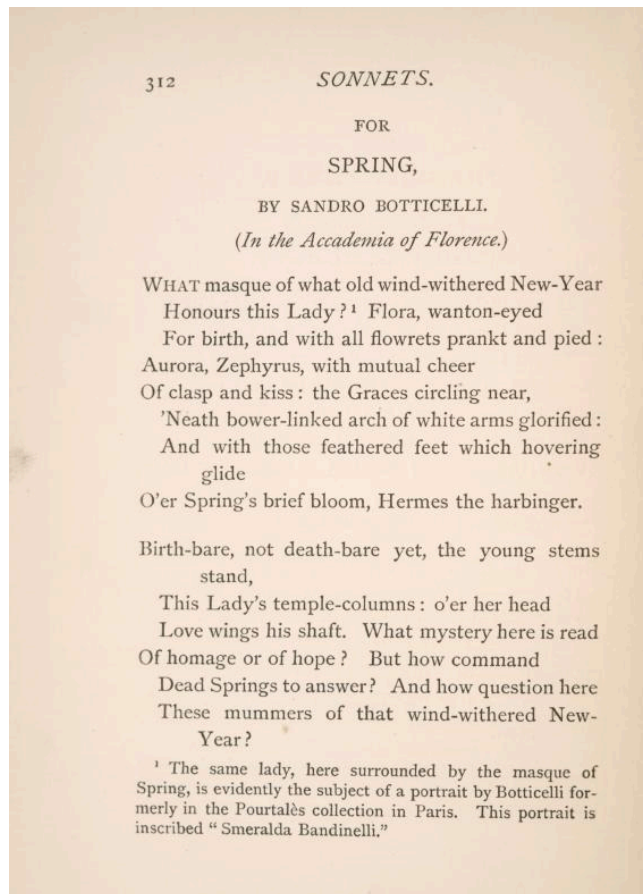 312 SONNETS.
FOR
SPRING,
BY SANDRO BOTTICELLI.
(In the Accademia of Florence.)
WHAT masque of what old wind-withered New-Year
Honours this Lady?¹ Flora, wanton-eyed
For birth, and with all flowrets prankt and pied:
Aurora, Zephyrus, with mutual cheer
Of clasp and kiss: the Graces circling near,
'Neath bower-linked arch of white arms glorified:
And with those feathered feet which hovering
glide
O'er Spring's brief bloom, Hermes the harbinger.
Birth-bare, not death-bare yet, the young stems
stand,
This Lady's temple-columns: o'er her head
Love wings his shaft. What mystery here is read
Of homage or of hope? But how command
Dead Springs to answer? And how question here
These mummers of that wind-withered New-
Year?
¹ The same lady, here surrounded by the masque of
Spring, is evidently the subject of a portrait by Botticelli for-
merly in the Pourtalès collection in Paris. This portrait is
inscribed "Smeralda Bandinelli."